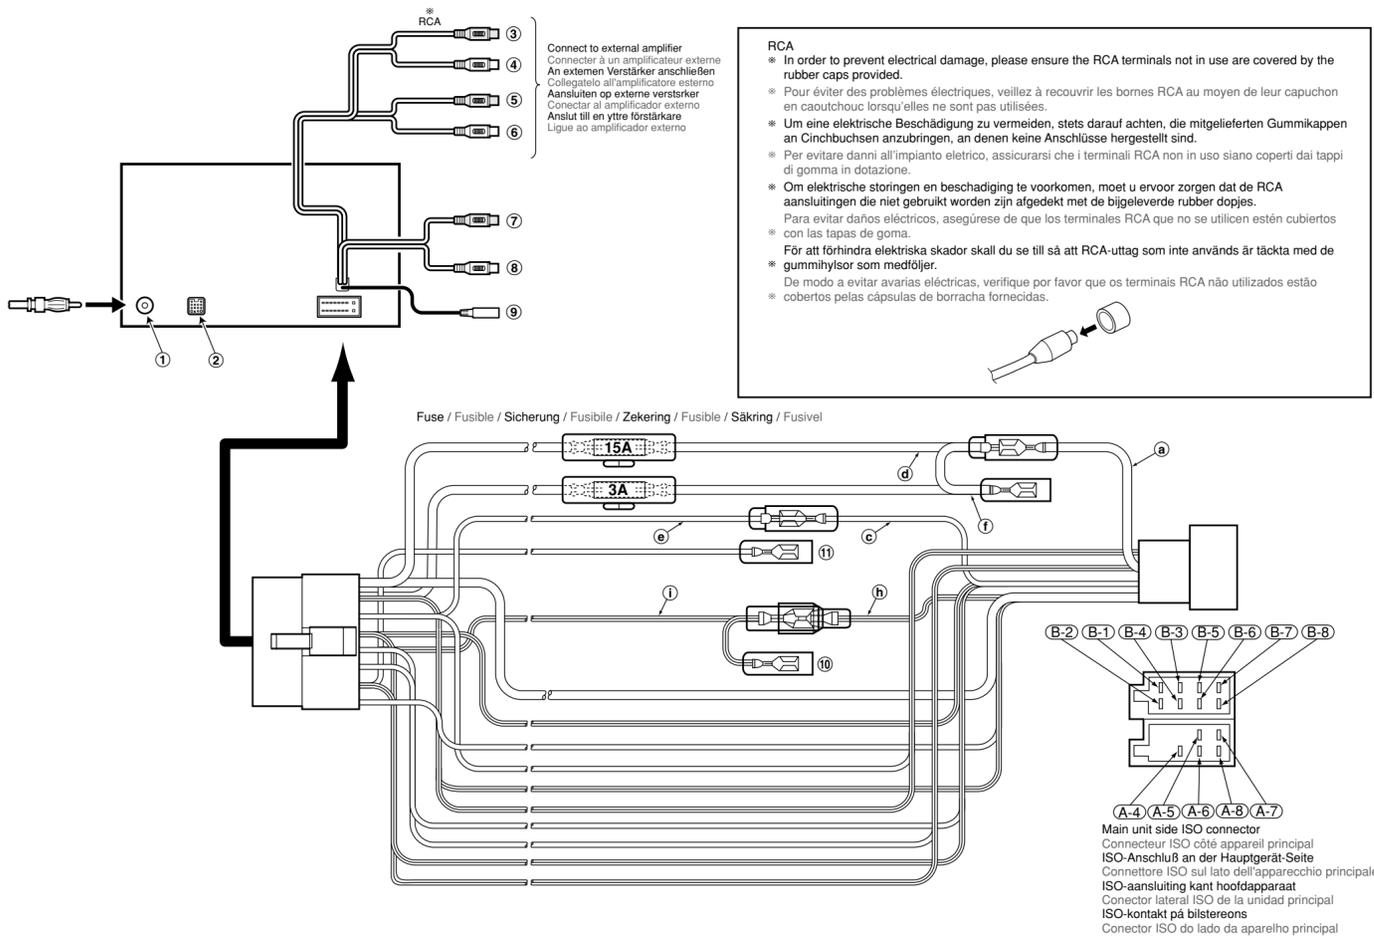 ※
RCA
③
④
⑤
⑥
Connect to external amplifier
Connecter à un amplificateur externe
An extemen Verstärker anschließen
Collegatelo all'amplificatore esterno
Aansluiten op externe verstsrker
Conectar al amplificador externo
Anslut till en yttre förstärkare
Ligue ao amplificador externo
⑦
⑧
⑨
①
②
RCA
※ In order to prevent electrical damage, please ensure the RCA terminals not in use are covered by the
rubber caps provided.
※ Pour éviter des problèmes électriques, veillez à recouvrir les bornes RCA au moyen de leur capuchon
en caoutchouc lorsqu'elles ne sont pas utilisées.
※ Um eine elektrische Beschädigung zu vermeiden, stets darauf achten, die mitgelieferten Gummikappen
an Cinchbuchsen anzubringen, an denen keine Anschlüsse hergestellt sind.
※ Per evitare danni all'impianto eletrico, assicurarsi che i terminali RCA non in uso siano coperti dai tappi
di gomma in dotazione.
※ Om elektrische storingen en beschadiging te voorkomen, moet u ervoor zorgen dat de RCA
aansluitingen die niet gebruikt worden zijn afgedekt met de bijgeleverde rubber dopjes.
Para evitar daños eléctricos, asegúrese de que los terminales RCA que no se utilicen estén cubiertos
※ con las tapas de goma.
För att förhindra elektriska skador skall du se till så att RCA-uttag som inte används är täckta med de
※ gummihylsor som medföljer.
De modo a evitar avarias eléctricas, verifique por favor que os terminais RCA não utilizados estão
※ cobertos pelas cápsulas de borracha fornecidas.
Fuse / Fusible / Sicherung / Fusibile / Zekering / Fusible / Säkring / Fusivel
15A
ⓓ
ⓐ
3A
ⓕ
ⓔ
ⓒ
⑪
ⓘ
ⓗ
⑩
B-2 B-1 B-4 B-3 B-5 B-6 B-7 B-8
A-4 A-5 A-6 A-8 A-7
Main unit side ISO connector
Connecteur ISO côté appareil principal
ISO-Anschluß an der Hauptgerät-Seite
Connettore ISO sul lato dell'apparecchio principale
ISO-aansluiting kant hoofdapparaat
Conector lateral ISO de la unidad principal
ISO-kontakt pá bilstereons
Conector ISO do lado da aparelho principal